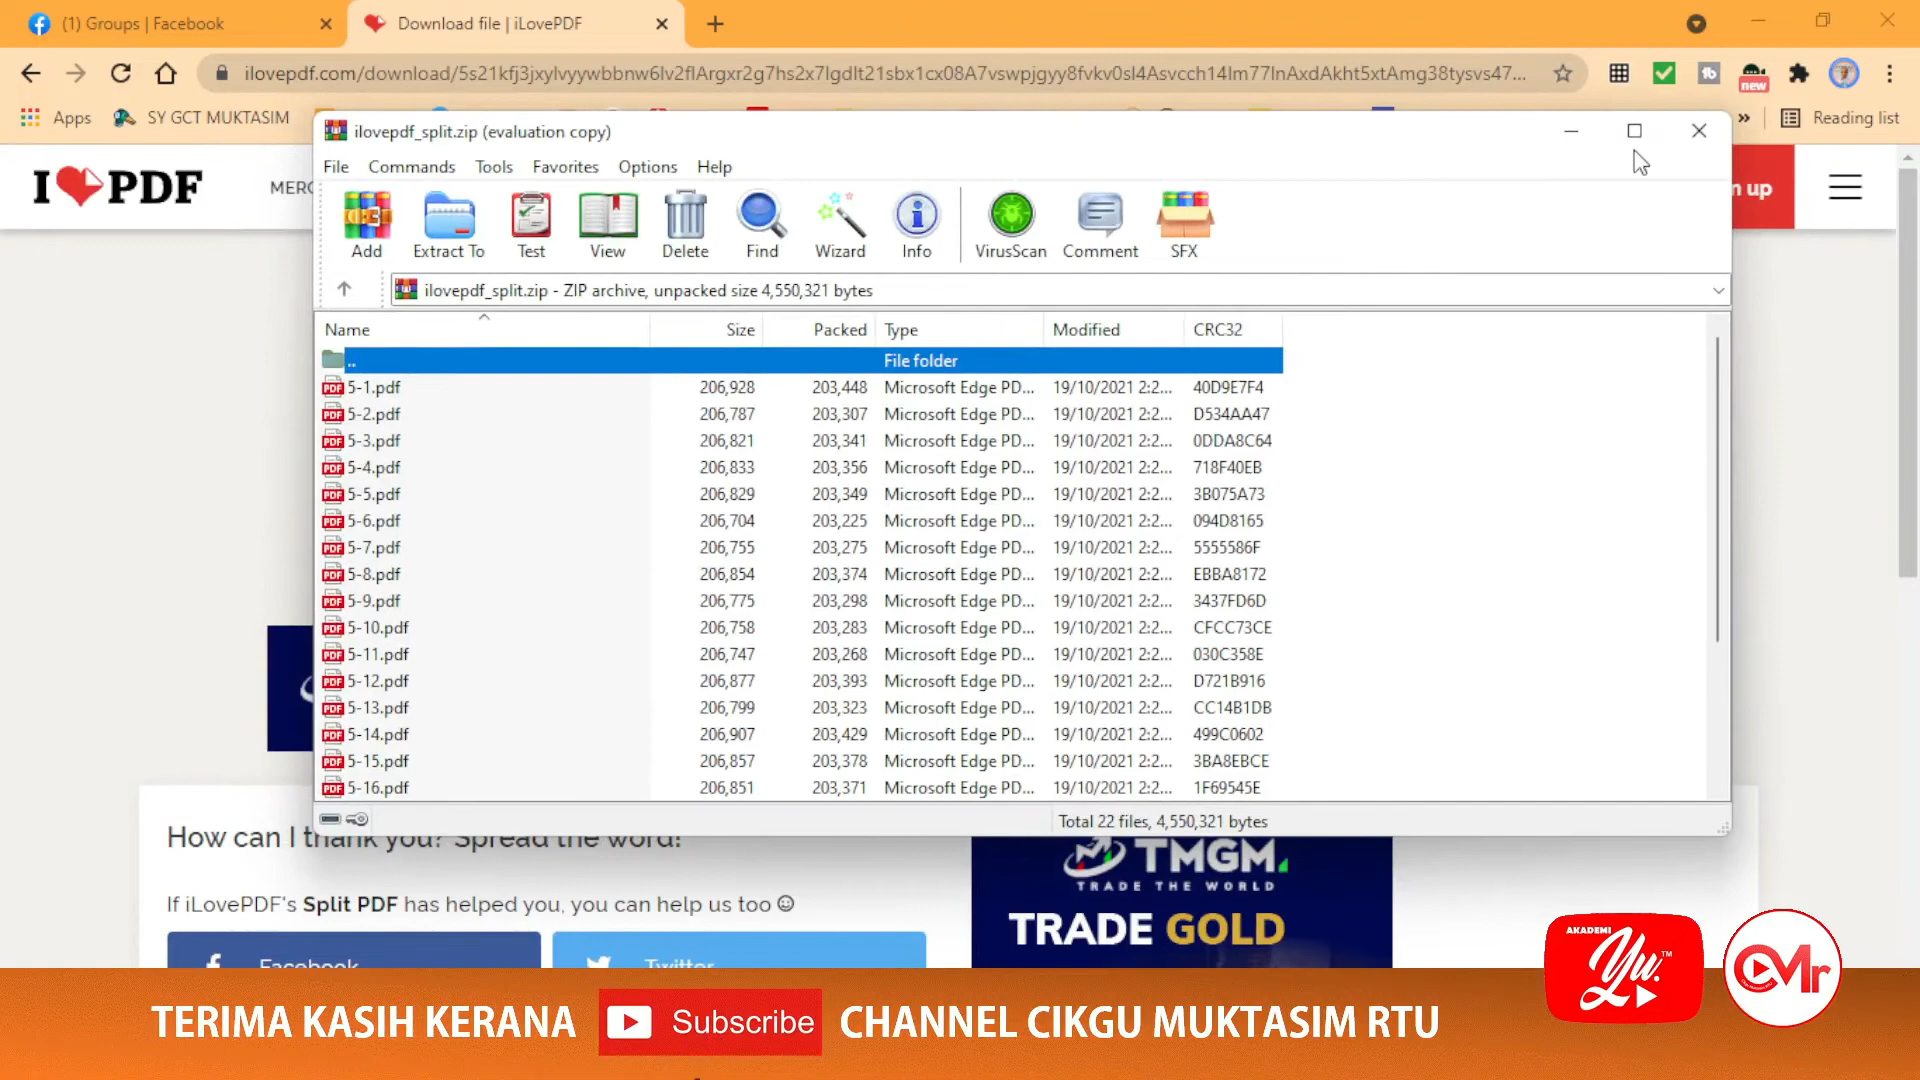 (1) Groups | Facebook
Download file | iLovePDF
new
Apps
SY GCT MUKTASIM
»
Reading list
I PDF
MERG
n up
ilovepdf_split.zip (evaluation copy)
File Commands Tools Favorites Options Help
Add Extract To Test View Delete Find Wizard Info VirusScan Comment SFX
ilovepdf_split.zip - ZIP archive, unpacked size 4,550,321 bytes
Name Size Packed Type Modified CRC32
.. File folder
5-1.pdf 206,928 203,448 Microsoft Edge PD... 19/10/2021 2:2... 40D9E7F4
5-2.pdf 206,787 203,307 Microsoft Edge PD... 19/10/2021 2:2... D534AA47
5-3.pdf 206,821 203,341 Microsoft Edge PD... 19/10/2021 2:2... 0DDA8C64
5-4.pdf 206,833 203,356 Microsoft Edge PD... 19/10/2021 2:2... 718F40EB
5-5.pdf 206,829 203,349 Microsoft Edge PD... 19/10/2021 2:2... 3B075A73
5-6.pdf 206,704 203,225 Microsoft Edge PD... 19/10/2021 2:2... 094D8165
5-7.pdf 206,755 203,275 Microsoft Edge PD... 19/10/2021 2:2... 5555586F
5-8.pdf 206,854 203,374 Microsoft Edge PD... 19/10/2021 2:2... EBBA8172
5-9.pdf 206,775 203,298 Microsoft Edge PD... 19/10/2021 2:2... 3437FD6D
5-10.pdf 206,758 203,283 Microsoft Edge PD... 19/10/2021 2:2... CFCC73CE
5-11.pdf 206,747 203,268 Microsoft Edge PD... 19/10/2021 2:2... 030C358E
5-12.pdf 206,877 203,393 Microsoft Edge PD... 19/10/2021 2:2... D721B916
5-13.pdf 206,799 203,323 Microsoft Edge PD... 19/10/2021 2:2... CC14B1DB
5-14.pdf 206,907 203,429 Microsoft Edge PD... 19/10/2021 2:2... 499C0602
5-15.pdf 206,857 203,378 Microsoft Edge PD... 19/10/2021 2:2... 3BA8EBCE
5-16.pdf 206,851 203,371 Microsoft Edge PD... 19/10/2021 2:2... 1F69545E
Total 22 files, 4,550,321 bytes
How can I thank you? Spread the word!
If iLovePDF's Split PDF has helped you, you can help us too
Facebook
Twitter
TMGM
TRADE THE WORLD
TRADE GOLD
AKADEMI
Yu.™
CMr
TERIMA KASIH KERANA Subscribe CHANNEL CIKGU MUKTASIM RTU